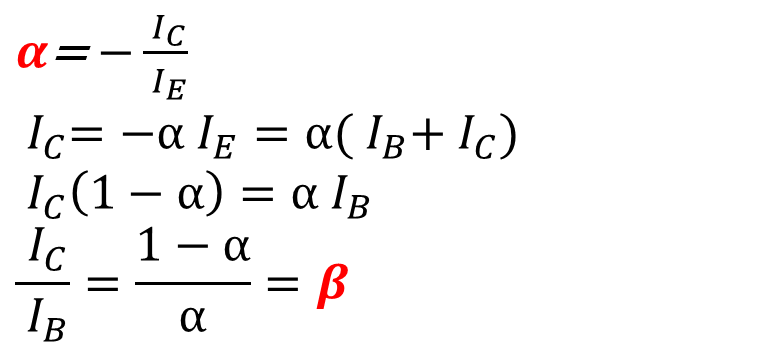 α = − I_C / I_E
I_C = −α I_E = α( I_B + I_C )
I_C(1 − α) = α I_B
I_C / I_B = (1 − α) / α = β